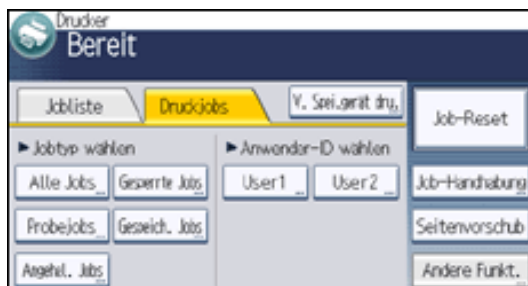 Drucker
Bereit
Jobliste
Druckjobs
V. Spei.gerät dru.
Job-Reset
►Jobtyp wählen
►Anwender-ID wählen
Alle Jobs
Gesperrte Jobs
User1
User2
Job-Handhabung
Probejobs
Gespeich. Jobs
Seitenvorschub
Angehal. Jobs
Andere Funkt.